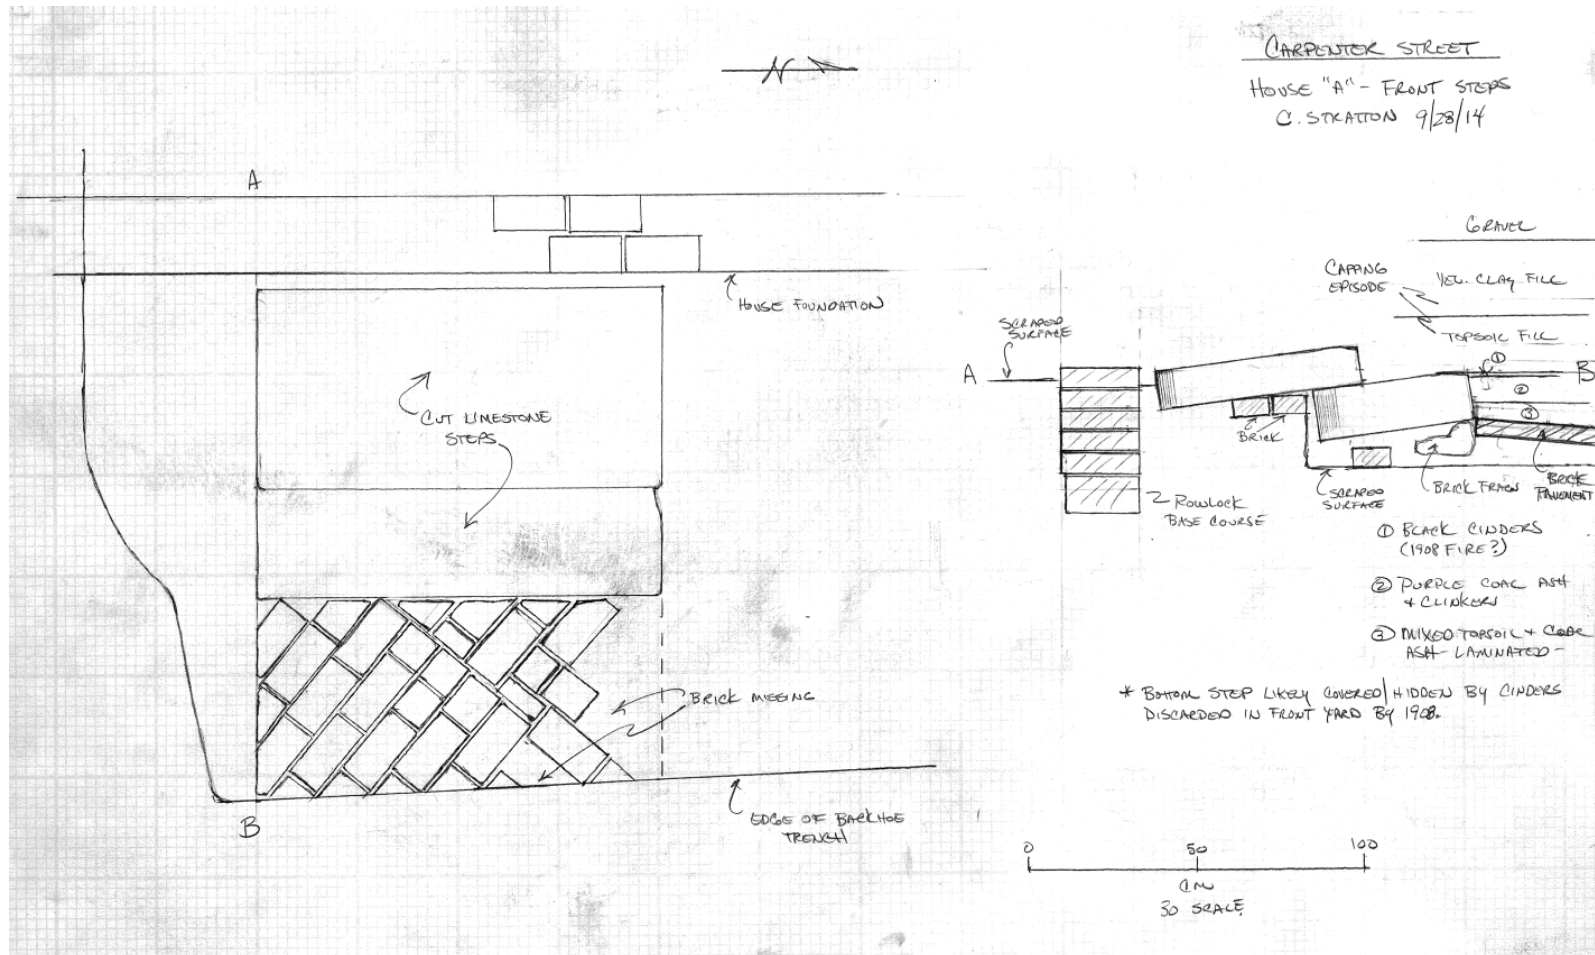 N
CARPENTER STREET
HOUSE "A" - FRONT STEPS
C. STRATTON 9/28/14
A
HOUSE FOUNDATION
CUT LIMESTONE
STEPS
BRICK MISSING
EDGE OF BACKHOE
TRENCH
B
GRAVEL
CAPPING
EPISODE
YEL. CLAY FILL
TOPSOIL FILL
SCRAPED
SURFACE
A
B
①
②
③
BRICK
ROWLOCK
BASE COURSE
SCRAPED
SURFACE
BRICK FRAGS
BRICK
PAVEMENT
① BLACK CINDERS
(1908 FIRE?)
② PURPLE COAL ASH
+ CLINKERS
③ MIXED TOPSOIL + COAL
ASH - LAMINATED -
* BOTTOM STEP LIKELY COVERED/HIDDEN BY CINDERS
DISCARDED IN FRONT YARD BY 1908.
0 50 100
CM
30 SCALE